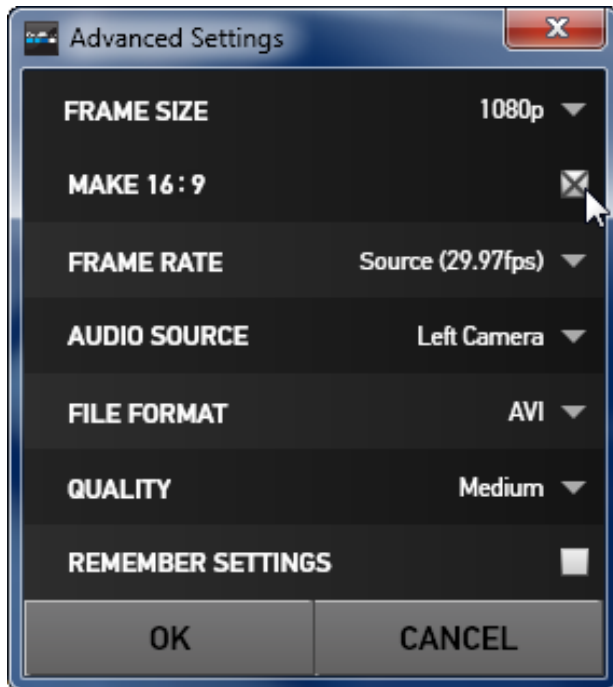 Advanced Settings
FRAME SIZE 1080p
MAKE 16:9
FRAME RATE Source (29.97fps)
AUDIO SOURCE Left Camera
FILE FORMAT AVI
QUALITY Medium
REMEMBER SETTINGS
OK CANCEL